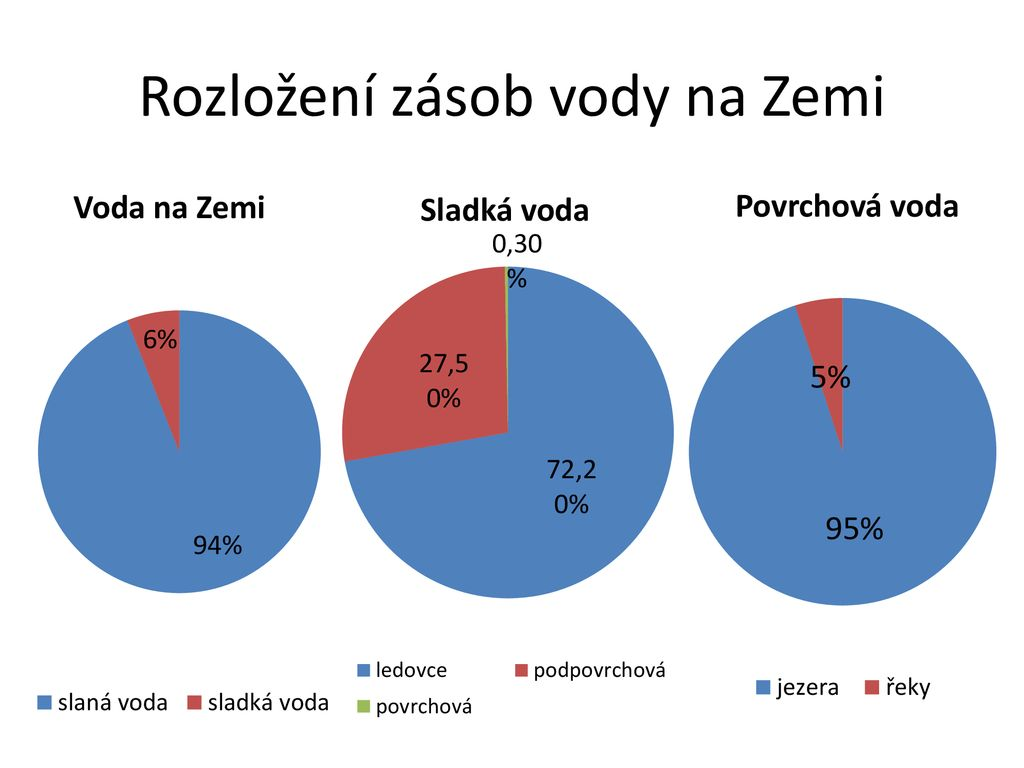 Rozložení zásob vody na Zemi
Voda na Zemi
6%
94%
slaná voda sladká voda
Sladká voda
0,30
%
27,5
0%
72,2
0%
ledovce podpovrchová
povrchová
Povrchová voda
5%
95%
jezera řeky